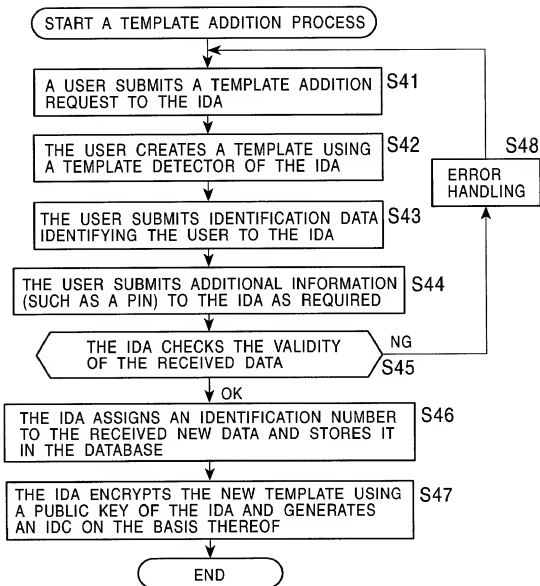 START A TEMPLATE ADDITION PROCESS
A USER SUBMITS A TEMPLATE ADDITION
REQUEST TO THE IDA
S41
THE USER CREATES A TEMPLATE USING
A TEMPLATE DETECTOR OF THE IDA
S42
S48
ERROR
HANDLING
THE USER SUBMITS IDENTIFICATION DATA
IDENTIFYING THE USER TO THE IDA
S43
THE USER SUBMITS ADDITIONAL INFORMATION
(SUCH AS A PIN) TO THE IDA AS REQUIRED
S44
THE IDA CHECKS THE VALIDITY
OF THE RECEIVED DATA
NG
S45
OK
THE IDA ASSIGNS AN IDENTIFICATION NUMBER
TO THE RECEIVED NEW DATA AND STORES IT
IN THE DATABASE
S46
THE IDA ENCRYPTS THE NEW TEMPLATE USING
A PUBLIC KEY OF THE IDA AND GENERATES
AN IDC ON THE BASIS THEREOF
S47
END